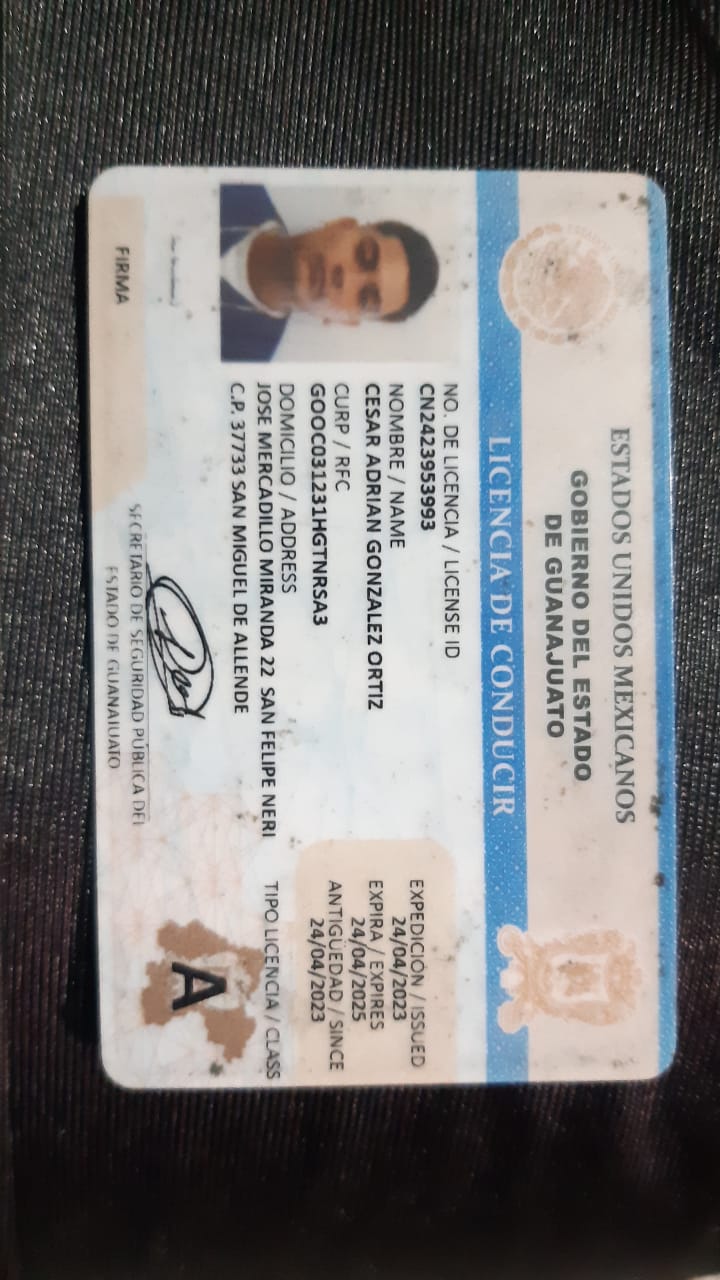 ESTADOS UNIDOS MEXICANOS
GOBIERNO DEL ESTADO
DE GUANAJUATO
LICENCIA DE CONDUCIR
NO. DE LICENCIA / LICENSE ID
CN2423953993
NOMBRE / NAME
CESAR ADRIAN GONZALEZ ORTIZ
CURP / RFC
GOOC031231HGTNRSA3
DOMICILIO / ADDRESS
JOSE MERCADILLO MIRANDA 22 SAN FELIPE NERI
C.P. 37733 SAN MIGUEL DE ALLENDE
EXPEDICIÓN / ISSUED
24/04/2023
EXPIRA / EXPIRES
24/04/2025
ANTIGÜEDAD / SINCE
24/04/2023
TIPO LICENCIA / CLASS
A
FIRMA
SECRETARIO DE SEGURIDAD PÚBLICA DEL
ESTADO DE GUANAJUATO